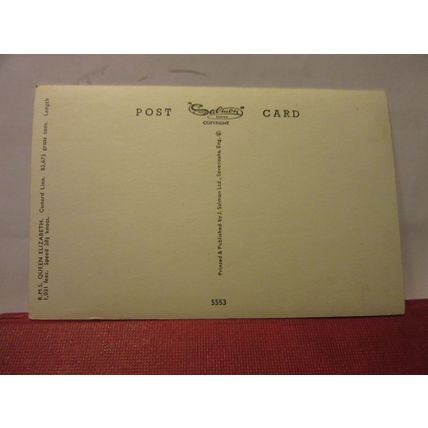 POST
"Salmon
SERIES
COPYRIGHT
CARD
R.M.S. QUEEN ELIZABETH. Cunard Line. 83,673 gross tons. Length
1,031 feet. Speed 28½ knots.
Printed & Published by J. Salmon Ltd., Sevenoaks, Eng. ©
5553